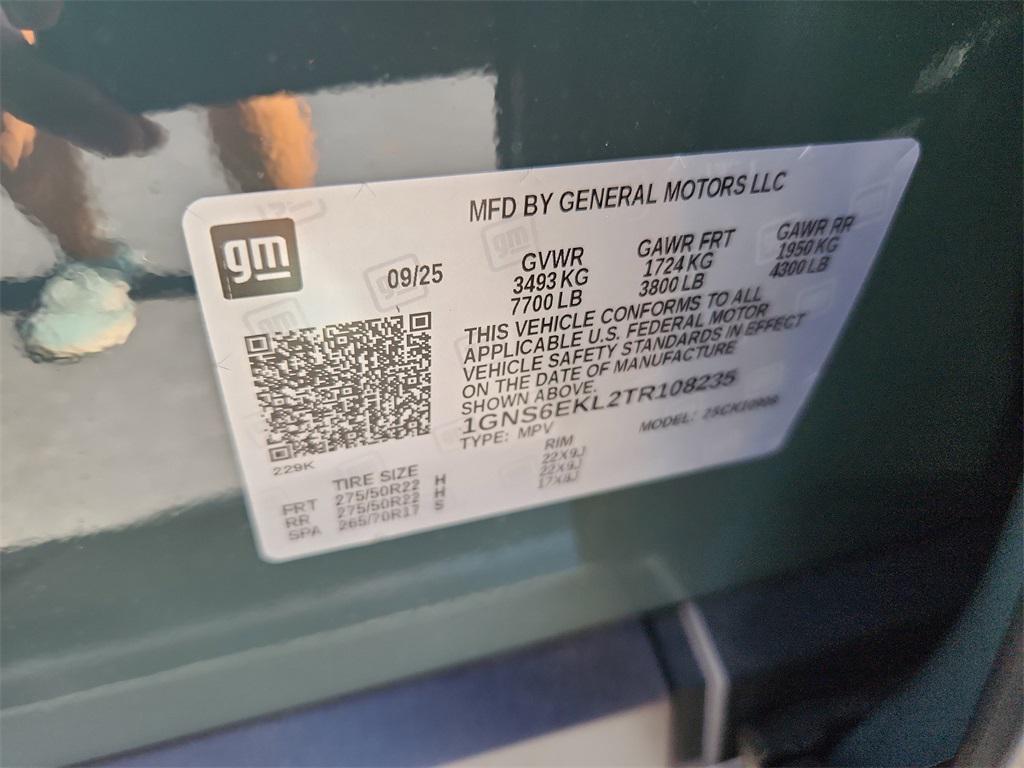 MFD BY GENERAL MOTORS LLC
gm
09/25
GVWR GAWR FRT GAWR RR
3493 KG 1724 KG 1950 KG
7700 LB 3800 LB 4300 LB
THIS VEHICLE CONFORMS TO ALL
APPLICABLE U.S. FEDERAL MOTOR
VEHICLE SAFETY STANDARDS IN EFFECT
ON THE DATE OF MANUFACTURE
SHOWN ABOVE.
1GNS6EKL2TR108235
TYPE: MPV MODEL:
229K
TIRE SIZE RIM
FRT 275/50R22 H 22X9J
RR 275/50R22 H 22X9J
SPA 265/70R17 S 17X8J